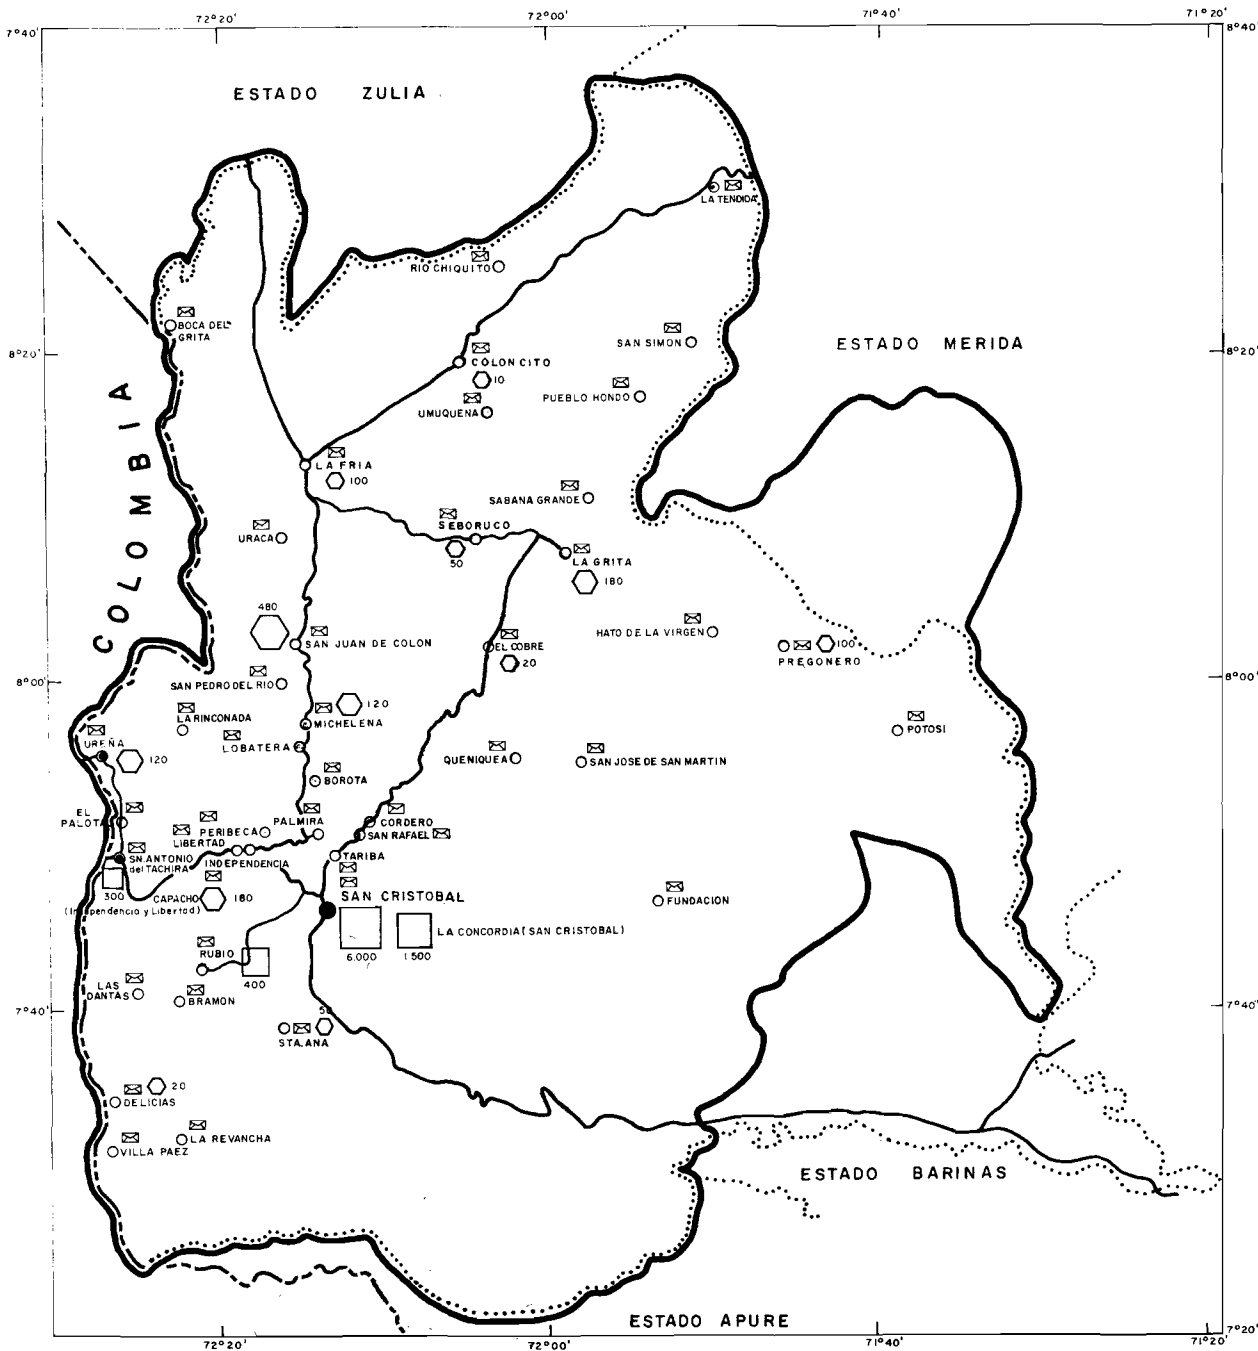 72°20'
72°00'
71°40'
71°20'
7°40'
8°40'
ESTADO ZULIA
LA TENDIDA
RIO CHIQUITO
BOCA DEL
GRITA
SAN SIMON
ESTADO MERIDA
8°20'
8°20'
COLONCITO
10
PUEBLO HONDO
UMUQUENA
COLOMBIA
LA FRIA
100
SABANA GRANDE
SEBORUCO
50
URACA
LA GRITA
180
480
SAN JUAN DE COLON
HATO DE LA VIRGEN
EL COBRE
20
100
PREGONERO
8°00'
8°00'
SAN PEDRO DEL RIO
LA RINCONADA
120
MICHELENA
LOBATERA
UREÑA
120
QUENIQUEA
SAN JOSE DE SAN MARTIN
POTOSI
BOROTA
EL
PALOTAL
PERIBECA
PALMIRA
CORDERO
LIBERTAD
SAN RAFAEL
INDEPENDENCIA
TARIBA
SN. ANTONIO
del TACHIRA
300
CAPACHO
(Independencia y Libertad)
180
SAN CRISTOBAL
FUNDACION
6.000
1.500
LA CONCORDIA (SAN CRISTOBAL)
RUBIO
400
LAS
DANTAS
BRAMON
7°40'
7°40'
50
STA.ANA
20
DELICIAS
LA REVANCHA
VILLA PAEZ
ESTADO BARINAS
ESTADO APURE
7°20'
72°20'
72°00'
71°40'
71°20'